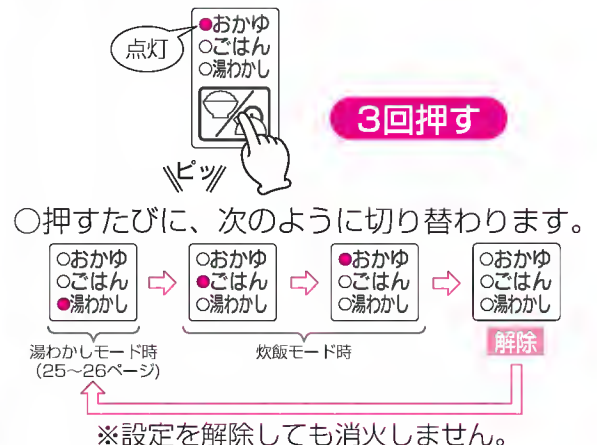 点灯
●おかゆ
○ごはん
○湯わかし
3回押す
ピッ
○押すたびに、次のように切り替わります。
○おかゆ
○ごはん
●湯わかし
○おかゆ
●ごはん
○湯わかし
●おかゆ
○ごはん
○湯わかし
○おかゆ
○ごはん
○湯わかし
湯わかしモード時
(25～26ページ)
炊飯モード時
解除
※設定を解除しても消火しません。